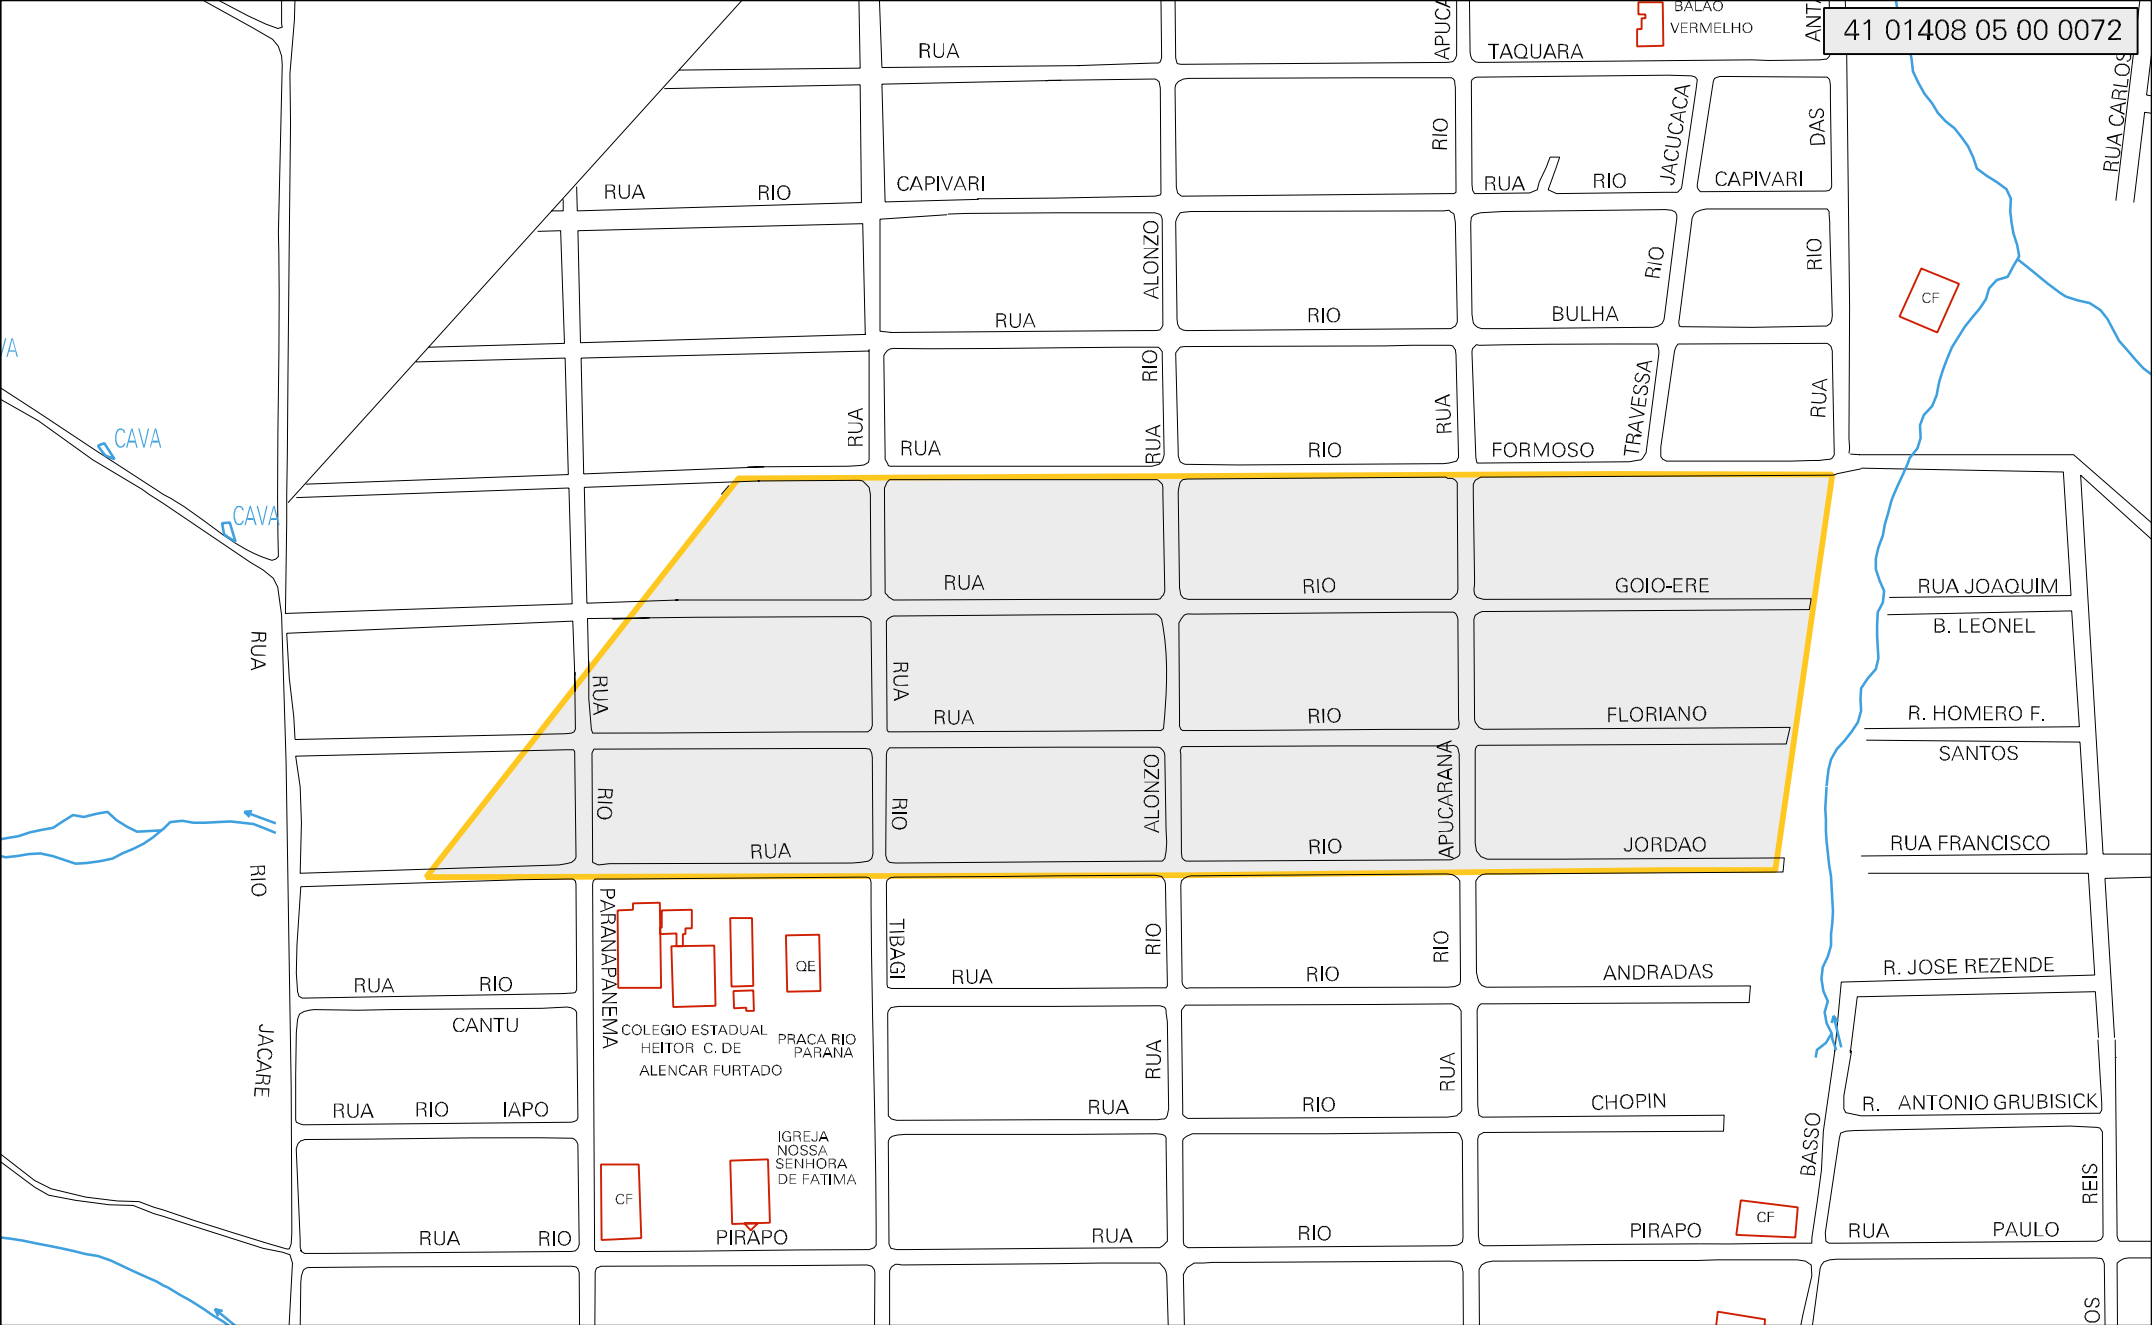 BALAO
VERMELHO
41 01408 05 00 0072
RUA
TAQUARA
RUA CARLOS
RIO
JACUCACA
DAS
RUA
RIO
CAPIVARI
RUA
RIO
CAPIVARI
ALONZO
RIO
RIO
CF
RUA
RIO
BULHA
RIO
TRAVESSA
RUA
RUA
RUA
RUA
CAVA
RUA
RIO
FORMOSO
CAVA
RUA
RIO
GOIO-ERE
RUA JOAQUIM
B. LEONEL
RUA
RUA
RUA
RUA
RIO
FLORIANO
R. HOMERO F.
SANTOS
RIO
RIO
ALONZO
APUCARANA
RUA
RIO
JORDAO
RUA FRANCISCO
RIO
PARANAPANEMA
TIBAGI
RIO
RIO
QE
RUA
RIO
RUA
RIO
ANDRADAS
R. JOSE REZENDE
CANTU
COLEGIO ESTADUAL
HEITOR C. DE
ALENCAR FURTADO
PRACA RIO
PARANA
JACARE
RUA
RUA
RUA
RIO
IAPO
RUA
RIO
CHOPIN
R. ANTONIO GRUBISICK
IGREJA
NOSSA
SENHORA
DE FATIMA
BASSO
REIS
CF
CF
RUA
RIO
PIRAPO
RUA
RIO
PIRAPO
RUA
PAULO